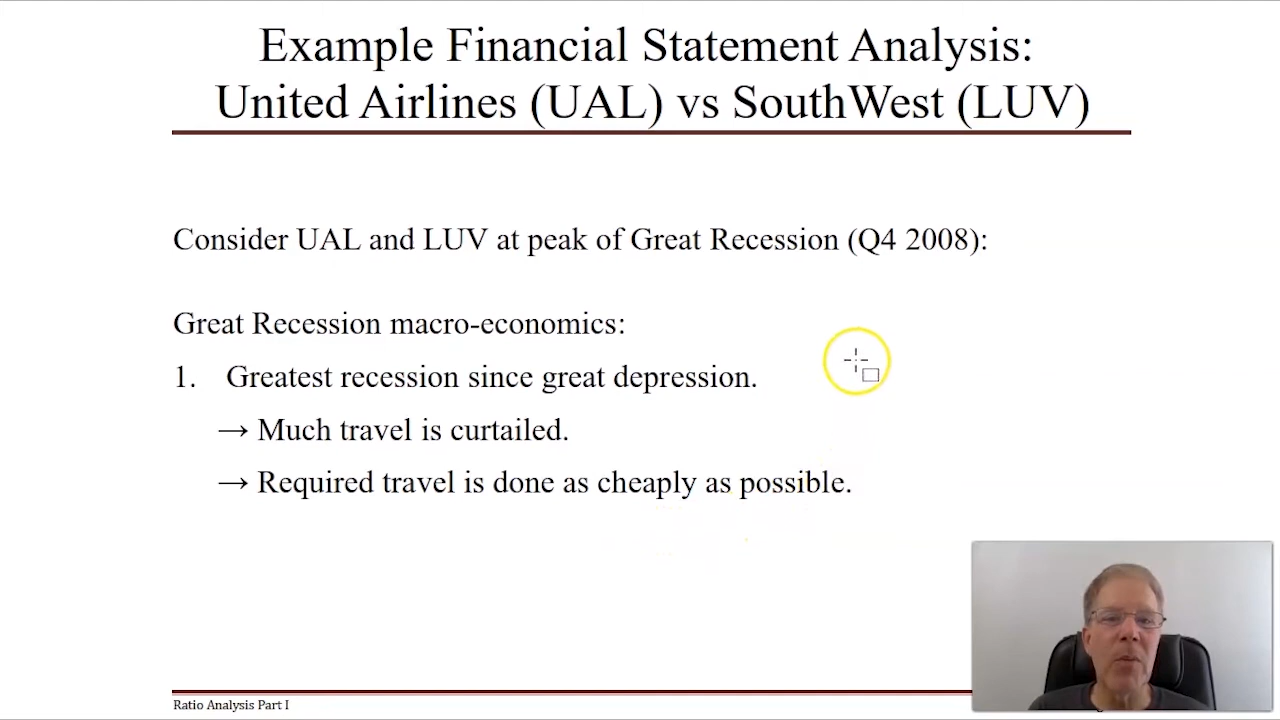 Example Financial Statement Analysis:
United Airlines (UAL) vs SouthWest (LUV)
Consider UAL and LUV at peak of Great Recession (Q4 2008):
Great Recession macro-economics:
1. Greatest recession since great depression.
→ Much travel is curtailed.
→ Required travel is done as cheaply as possible.
Ratio Analysis Part I